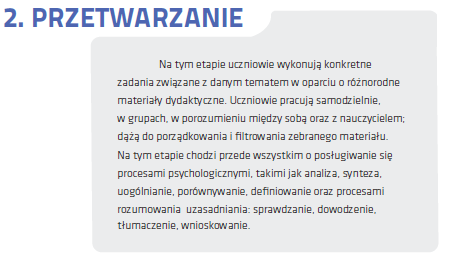 2. PRZETWARZANIE
Na tym etapie uczniowie wykonują konkretne
zadania związane z danym tematem w oparciu o różnorodne
materiały dydaktyczne. Uczniowie pracują samodzielnie,
w grupach, w porozumieniu między sobą oraz z nauczycielem;
dążą do porządkowania i filtrowania zebranego materiału.
Na tym etapie chodzi przede wszystkim o posługiwanie się
procesami psychologicznymi, takimi jak analiza, synteza,
uogólnianie, porównywanie, definiowanie oraz procesami
rozumowania uzasadniania: sprawdzanie, dowodzenie,
tłumaczenie, wnioskowanie.